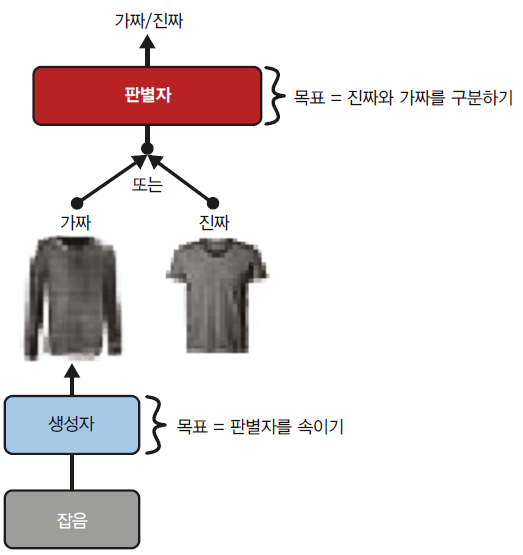 가짜/진짜
판별자
목표 = 진짜와 가짜를 구분하기
또는
가짜
진짜
생성자
목표 = 판별자를 속이기
잡음